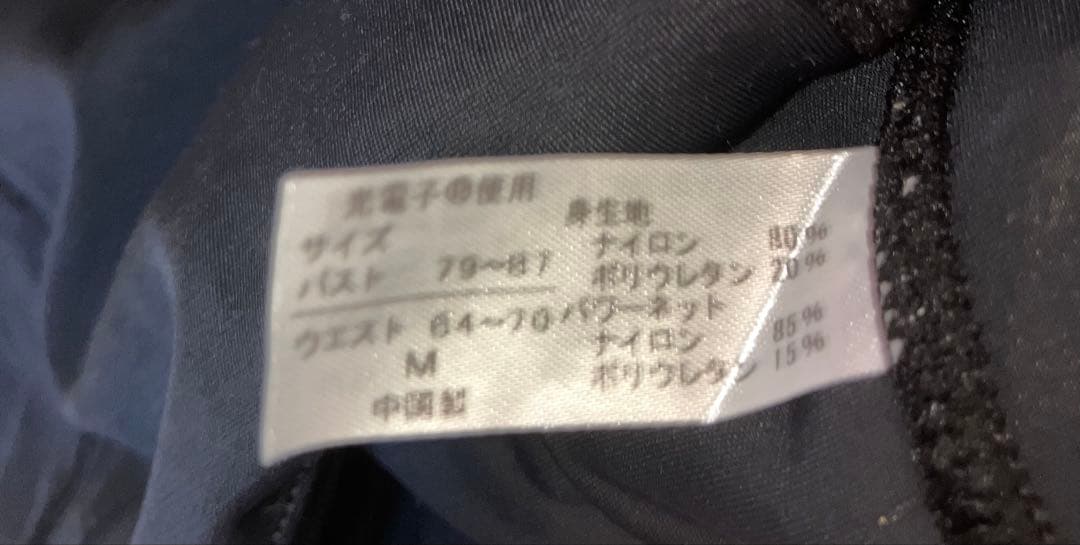 光電子®使用
サイズ
バスト 79～87
ウエスト 64～70
M
中国製
身生地
ナイロン 80%
ポリウレタン 20%
パワーネット
ナイロン 85%
ポリウレタン 15%